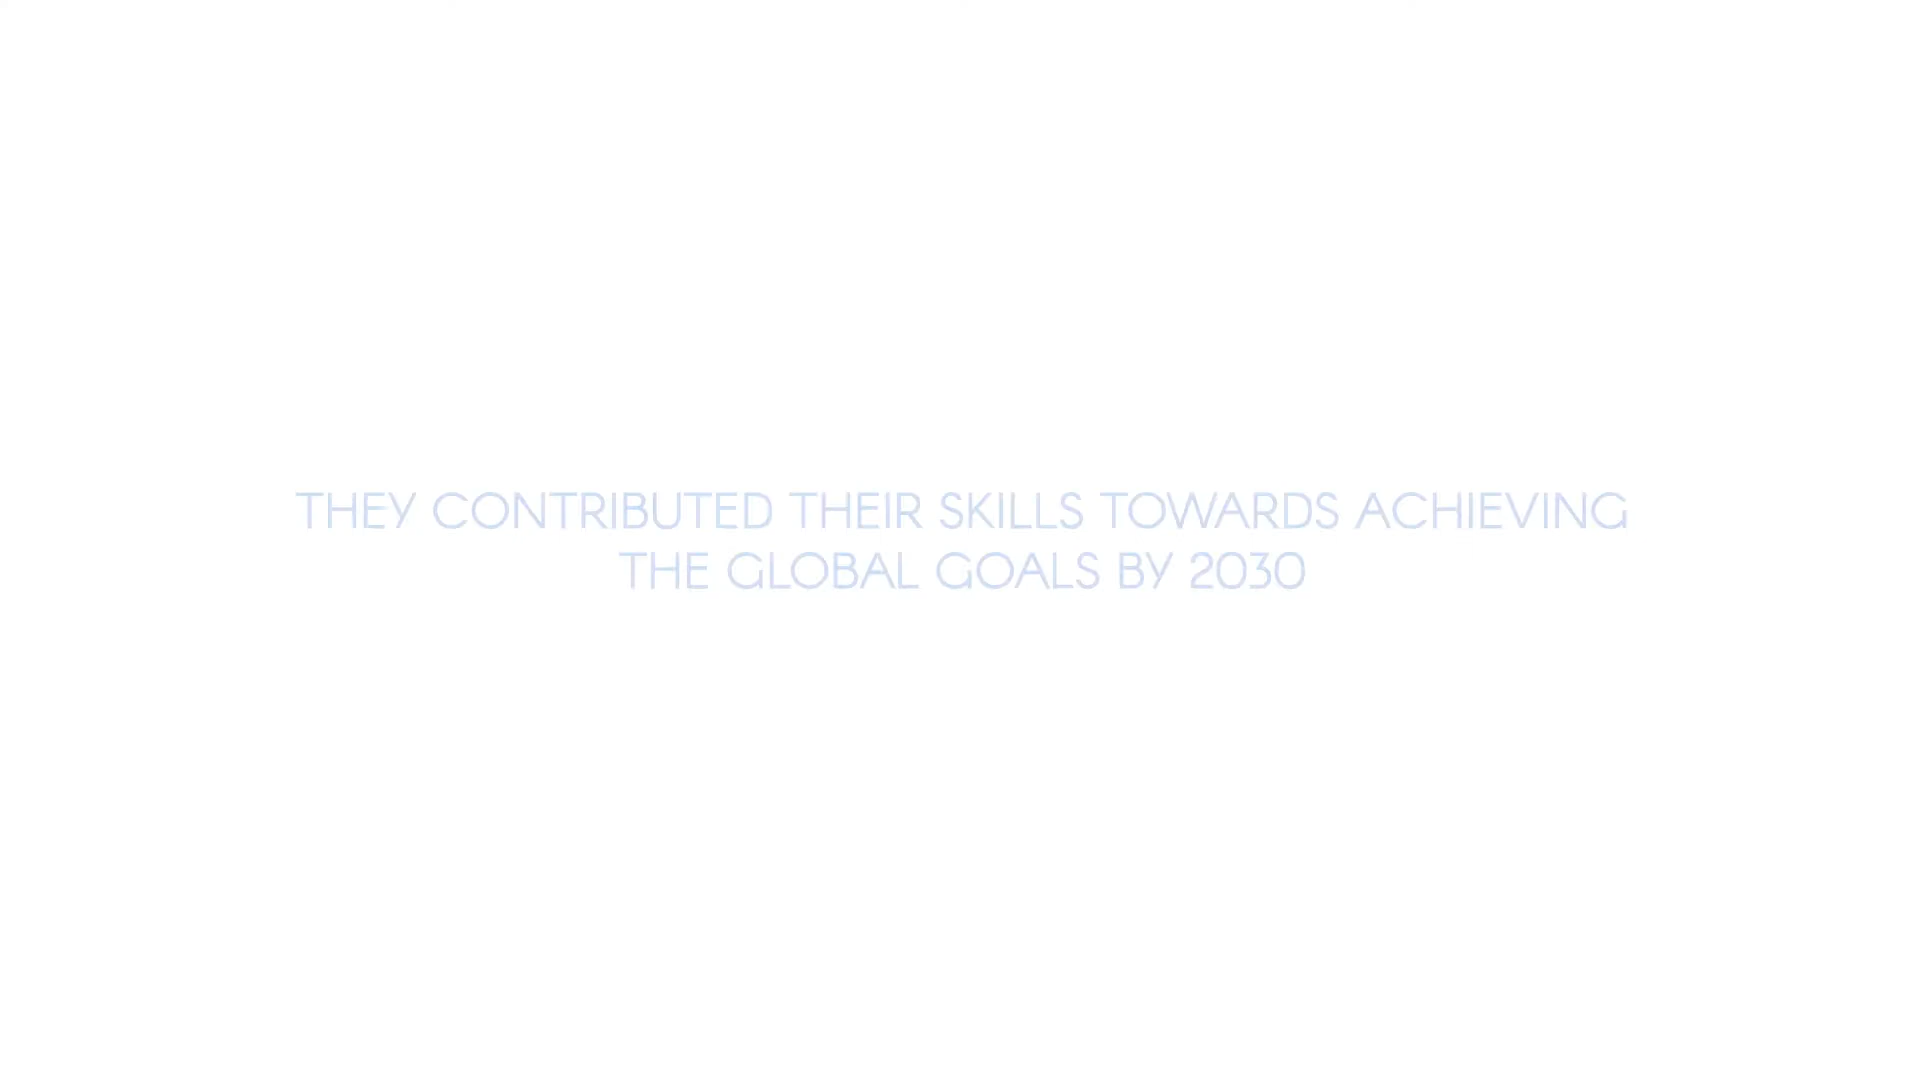 THEY CONTRIBUTED THEIR SKILLS TOWARDS ACHIEVING
THE GLOBAL GOALS BY 2030